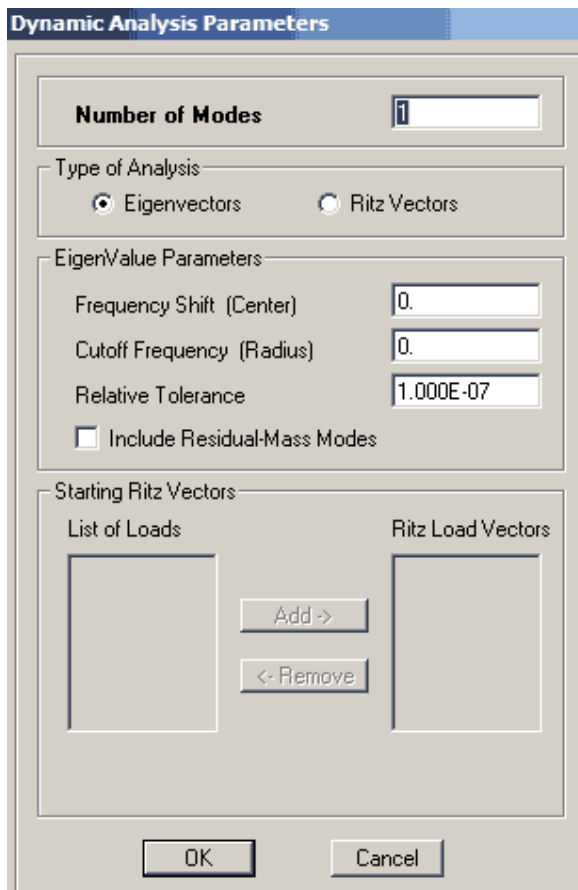 Dynamic Analysis Parameters
Number of Modes 1
Type of Analysis
Eigenvectors Ritz Vectors
EigenValue Parameters
Frequency Shift (Center) 0.
Cutoff Frequency (Radius) 0.
Relative Tolerance 1.000E-07
Include Residual-Mass Modes
Starting Ritz Vectors
List of Loads Ritz Load Vectors
Add ->
<- Remove
OK Cancel